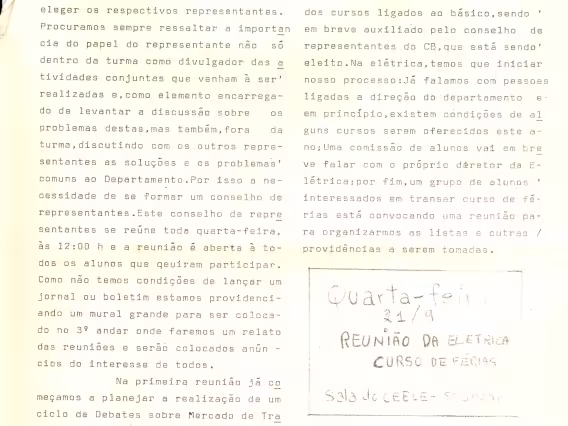 eleger os respectivos representantes.
Procuramos sempre ressaltar a importan
cia do papel do representante não só
dentro da turma como divulgador das a
tividades conjuntas que venham à ser'
realizadas e,como elemento encarrega-
do de levantar a discussão sobre os
problemas destas,mas também,fora da
turma,discutindo com os outros repre-
sentantes as soluções e os problemas'
comuns ao Departamento.Por isso a ne-
cessidade de se formar um conselho de
representantes.Este conselho de repre
sentantes se reúne toda quarta-feira,
às 12:00 h e a reunião é aberta à to-
dos os alunos que qeuiram participar.
Como não temos condições de lançar um
jornal ou boletim estamos providenci-
ando um mural grande para ser coloca-
do no 3º andar onde faremos um relato
das reuniões e serão colocados anún -
cios do interesse de todos.
Na primeira reunião já co
meçamos a planejar a realização de um
ciclo de Debates sobre Mercado de Tra
dos cursos ligados ao básico,sendo '
em breve auxiliado pelo conselho de
representantes do CB,que está sendo'
eleito.Na elétrica,temos que iniciar
nosso processo:Já falamos com pessoas
ligadas a direção do departamento e
em princípio,existem condições de al
guns cursos serem oferecidos este a-
no;Uma comissão de alunos vai em bre
ve falar com o próprio diretor da E-
létrica;por fim,um grupo de alunos '
interessados em transar curso de fé-
rias está convocando uma reunião pa-
ra organizarmos as listas e outras /
providências a serem tomadas.
Quarta-feira
21/9
REUNIÃO DA ELETRICA
CURSO DE FÉRIAS
Sala do CEELE-